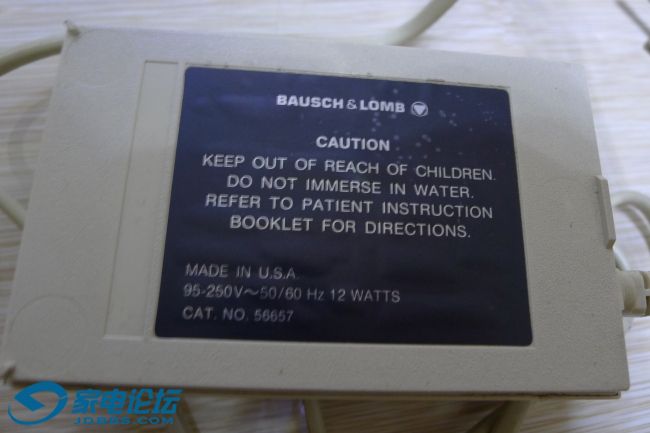 BAUSCH & LOMB
CAUTION
KEEP OUT OF REACH OF CHILDREN.
DO NOT IMMERSE IN WATER.
REFER TO PATIENT INSTRUCTION
BOOKLET FOR DIRECTIONS.
MADE IN U.S.A.
95-250V~50/60 Hz 12 WATTS
CAT. NO. 56657
家电论坛
JDBBS.COM